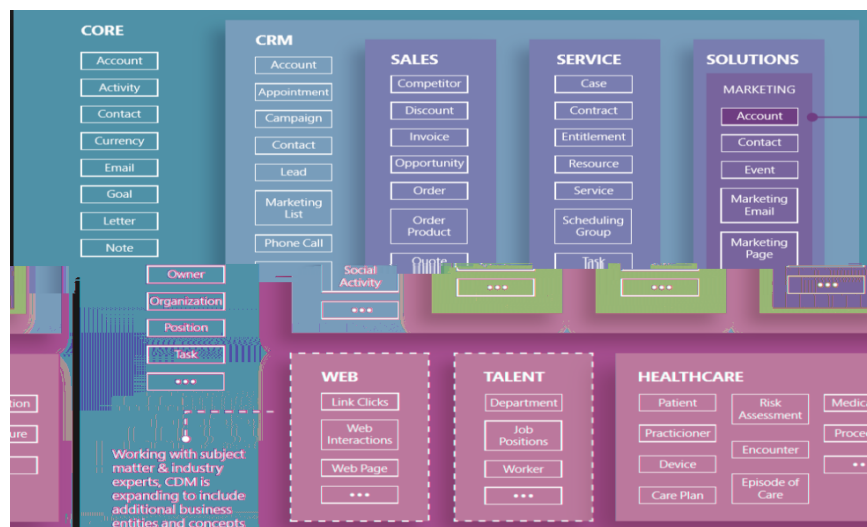 CORE
Account
Activity
Contact
Currency
Email
Goal
Letter
Note
CRM
Account
Appointment
Campaign
Contact
Lead
Marketing
List
Phone Call
SALES
Competitor
Discount
Invoice
Opportunity
Order
Order
Product
Quote
SERVICE
Case
Contract
Entitlement
Resource
Service
Scheduling
Group
Task
SOLUTIONS
MARKETING
Account
Contact
Event
Marketing
Email
Marketing
Page
Owner
Organization
Position
Task
•••
Social
Activity
•••
•••
•••
•••
Working with subject
matter & industry
experts, CDM is
expanding to include
additional business
entities and concepts
WEB
Link Clicks
Web
Interactions
Web Page
•••
TALENT
Department
Job
Positions
Worker
•••
HEALTHCARE
Patient
Practicioner
Device
Care Plan
Risk
Assessment
Encounter
Episode of
Care